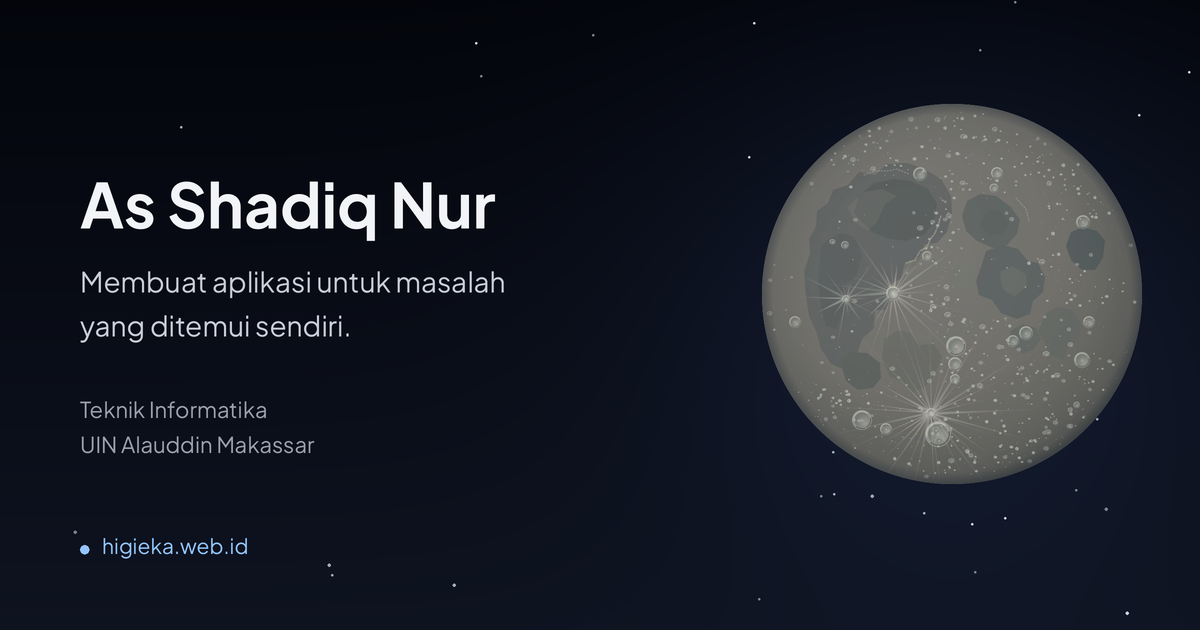 As Shadiq Nur
Membuat aplikasi untuk masalah
yang ditemui sendiri.
Teknik Informatika
UIN Alauddin Makassar
higieka.web.id